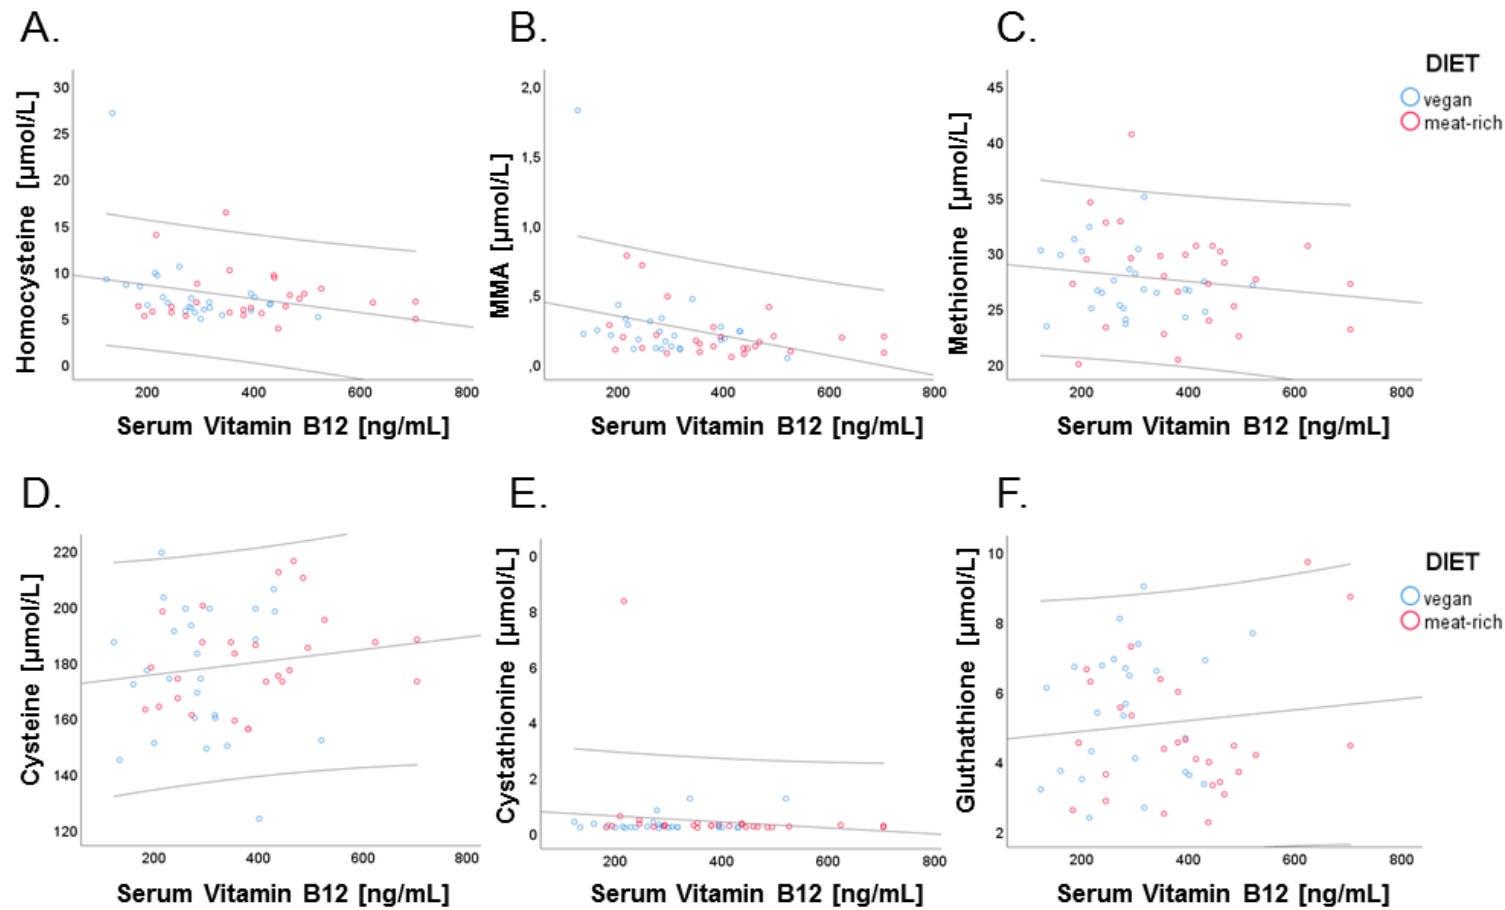 A.
B.
C.
Homocysteine [µmol/L]
30
25
20
15
10
5
0
200
400
600
800
Serum Vitamin B12 [ng/mL]
MMA [µmol/L]
2,0
1,5
1,0
,5
,0
200
400
600
800
Serum Vitamin B12 [ng/mL]
Methionine [µmol/L]
45
40
35
30
25
20
200
400
600
800
Serum Vitamin B12 [ng/mL]
DIET
vegan
meat-rich
D.
E.
F.
Cysteine [µmol/L]
220
200
180
160
140
120
200
400
600
800
Serum Vitamin B12 [ng/mL]
Cystathionine [µmol/L]
0
8
6
4
2
0
200
400
600
800
Serum Vitamin B12 [ng/mL]
Gluthathione [µmol/L]
10
8
6
4
2
200
400
600
800
Serum Vitamin B12 [ng/mL]
DIET
vegan
meat-rich